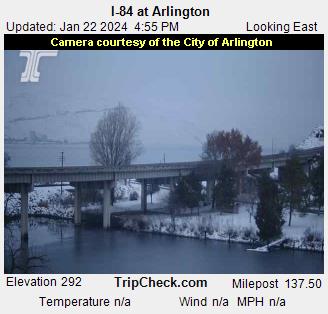 I-84 at Arlington
Updated: Jan 22 2024 4:55 PM Looking East
Camera courtesy of the City of Arlington
Elevation 292 TripCheck.com Milepost 137.50
Temperature n/a Wind n/a MPH n/a